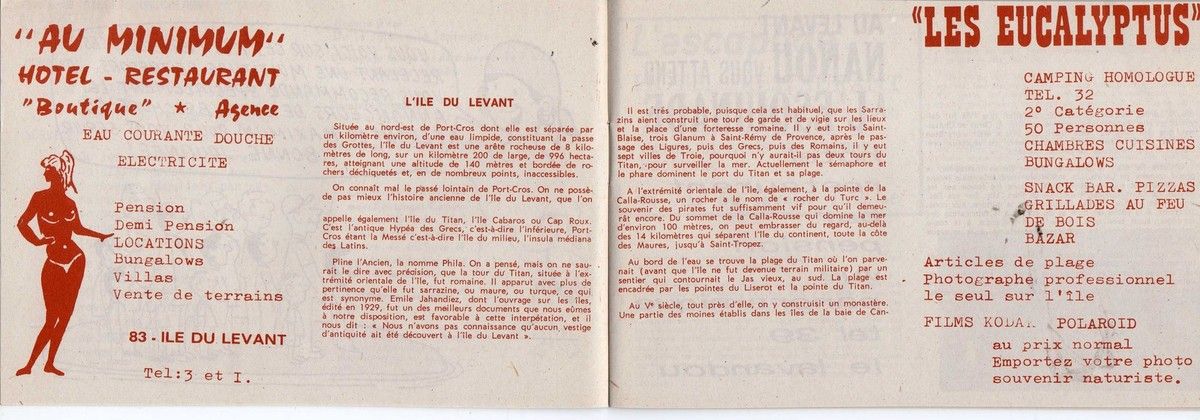 "AU MINIMUM"
HOTEL - RESTAURANT
"Boutique" ★ Agence
EAU COURANTE DOUCHE
ELECTRICITE
Pension
Demi Pension
LOCATIONS
Bungalows
Villas
Vente de terrains
83 - ILE DU LEVANT
Tel:3 et I.
L'ILE DU LEVANT
Située au nord-est de Port-Cros dont elle est séparée par
un kilomètre environ, d'une eau limpide, constituant la passe
des Grottes, l'Ile du Levant est une arête rocheuse de 8 kilo-
mètres de long, sur un kilomètre 200 de large, de 996 hecta-
res, atteignant une altitude de 140 mètres et bordée de ro-
chers déchiquetés et, en de nombreux points, inaccessibles.
On connaît mal le passé lointain de Port-Cros. On ne possè-
de pas mieux l'histoire ancienne de l'Ile du Levant, que l'on
appelle également l'Ile du Titan, l'Ile Cabaros ou Cap Roux.
C'est l'antique Hypéa des Grecs, c'est-à-dire l'inférieure, Port-
Cros étant la Messé c'est-à-dire l'île du milieu, l'insula médiana
des Latins.
Pline l'Ancien, la nomme Phila. On a pensé, mais on ne sau-
rait le dire avec précision, que la tour du Titan, située à l'ex-
trémité orientale de l'Ile, fut romaine. Il apparut avec plus de
pertinence qu'elle fut sarrazine, ou maure, ou turque, ce qui
est synonyme. Emile Jahandiez, dont l'ouvrage sur les îles,
édité en 1929, fut un des meilleurs documents que nous eûmes
à notre disposition, est favorable à cette interpétation, et il
nous dit : « Nous n'avons pas connaissance qu'aucun vestige
d'antiquité ait été découvert à l'Ile du Levant ».
Il est très probable, puisque cela est habituel, que les Sarra-
zins aient construit une tour de garde et de vigie sur les lieux
et la place d'une forteresse romaine. Il y eut trois Saint-
Blaise, trois Glanum à Saint-Rémy de Provence, après le pas-
sage des Ligures, puis des Grecs, puis des Romains, il y eut
sept villes de Troie, pourquoi n'y aurait-il pas deux tours du
Titan, pour surveiller la mer. Actuellement le sémaphore et
le phare dominent le port du Titan et sa plage.
A l'extrémité orientale de l'île, également, à la pointe de la
Calla-Rousse, un rocher a le nom de « rocher du Turc ». Le
souvenir des pirates fut suffisamment vif pour qu'il demeu-
rât encore. Du sommet de la Calla-Rousse qui domine la mer
d'environ 100 mètres, on peut embrasser du regard, au-delà
des 14 kilomètres qui séparent l'Ile du continent, toute la côte
des Maures, jusqu'à Saint-Tropez.
Au bord de l'eau se trouve la plage du Titan où l'on parve-
nait (avant que l'île ne fut devenue terrain militaire) par un
sentier qui contournait le Jas vieux, au sud. La plage est
encadrée par les pointes du Liserot et la pointe du Titan.
Au Ve siècle, tout près d'elle, on y construisit un monastère.
Une partie des moines établis dans les îles de la baie de Can-
"LES EUCALYPTUS"
CAMPING HOMOLOGUE
TEL. 32
2° Catégorie
50 Personnes
CHAMBRES CUISINES
BUNGALOWS
SNACK BAR. PIZZAS
GRILLADES AU FEU
DE BOIS
BAZAR
Articles de plage
Photographe professionnel
le seul sur l'île
FILMS KODAK POLAROID
au prix normal
Emportez votre photo
souvenir naturiste.